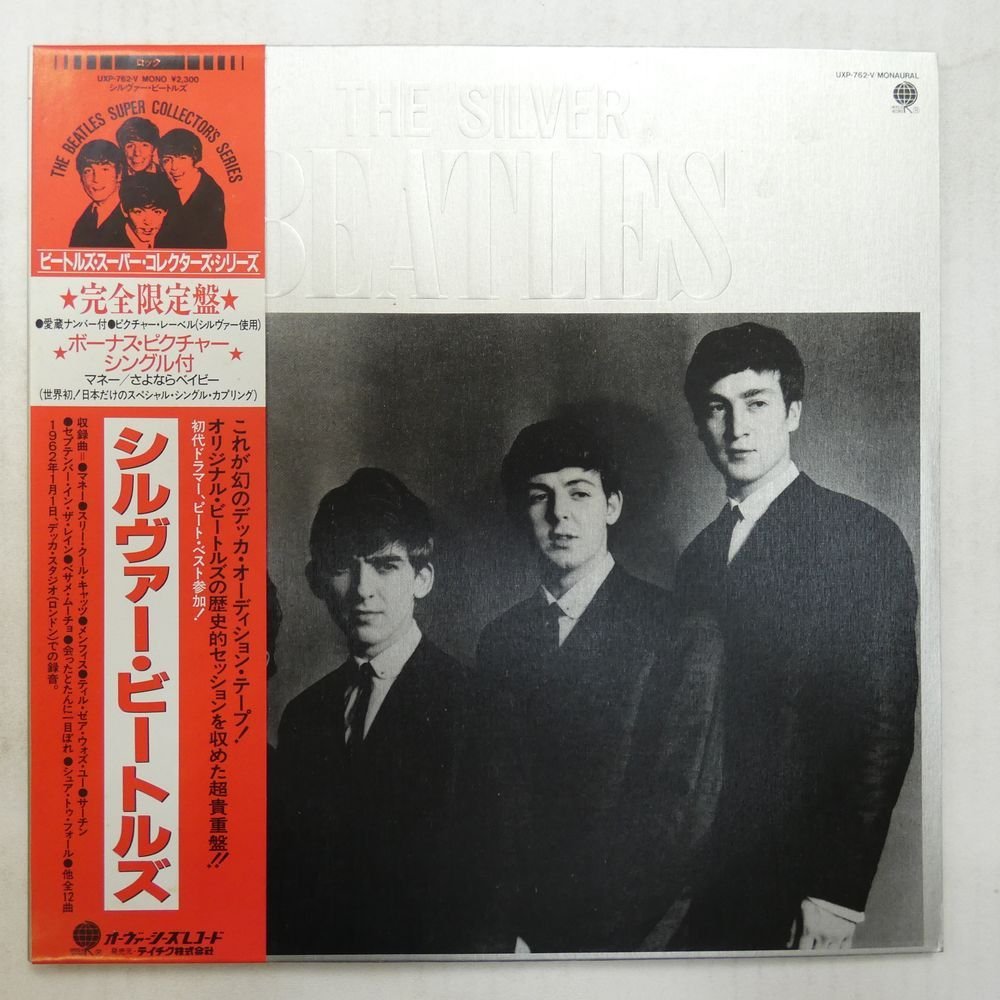 ロック
UXP-762-V MONO ¥2,300
シルヴァー・ビートルズ
THE BEATLES SUPER COLLECTOR'S SERIES
ビートルズ・スーパー・コレクターズ・シリーズ
★完全限定盤★
●愛蔵ナンバー付●ピクチャー・レーベル(シルヴァー使用)
★ボーナス・ピクチャー★
シングル付
マネー/さよならベイビー
(世界初!日本だけのスペシャル・シングル・カプリング)
これが幻のデッカ・オーディション・テープ!
オリジナル・ビートルズの歴史的セッションを収めた超貴重盤!!
初代ドラマー、ピート・ベスト参加!
シルヴァー・ビートルズ
収録曲=●マネー●スリー・クール・キャッツ●メンフィス●ティル・ゼア・ウォズ・ユー●サーチン
●セプテンバー・イン・ザ・レイン●ベサメ・ムーチョ●会ったとたんに一目ぼれ●シュア・トゥ・フォール●他全12曲
1962年1月1日、デッカ・スタジオ(ロンドン)での録音。
オーヴァーシーズレコード
発売元・テイチク株式会社
UXP-762-V/MONAURAL
THE SILVER
BEATLES